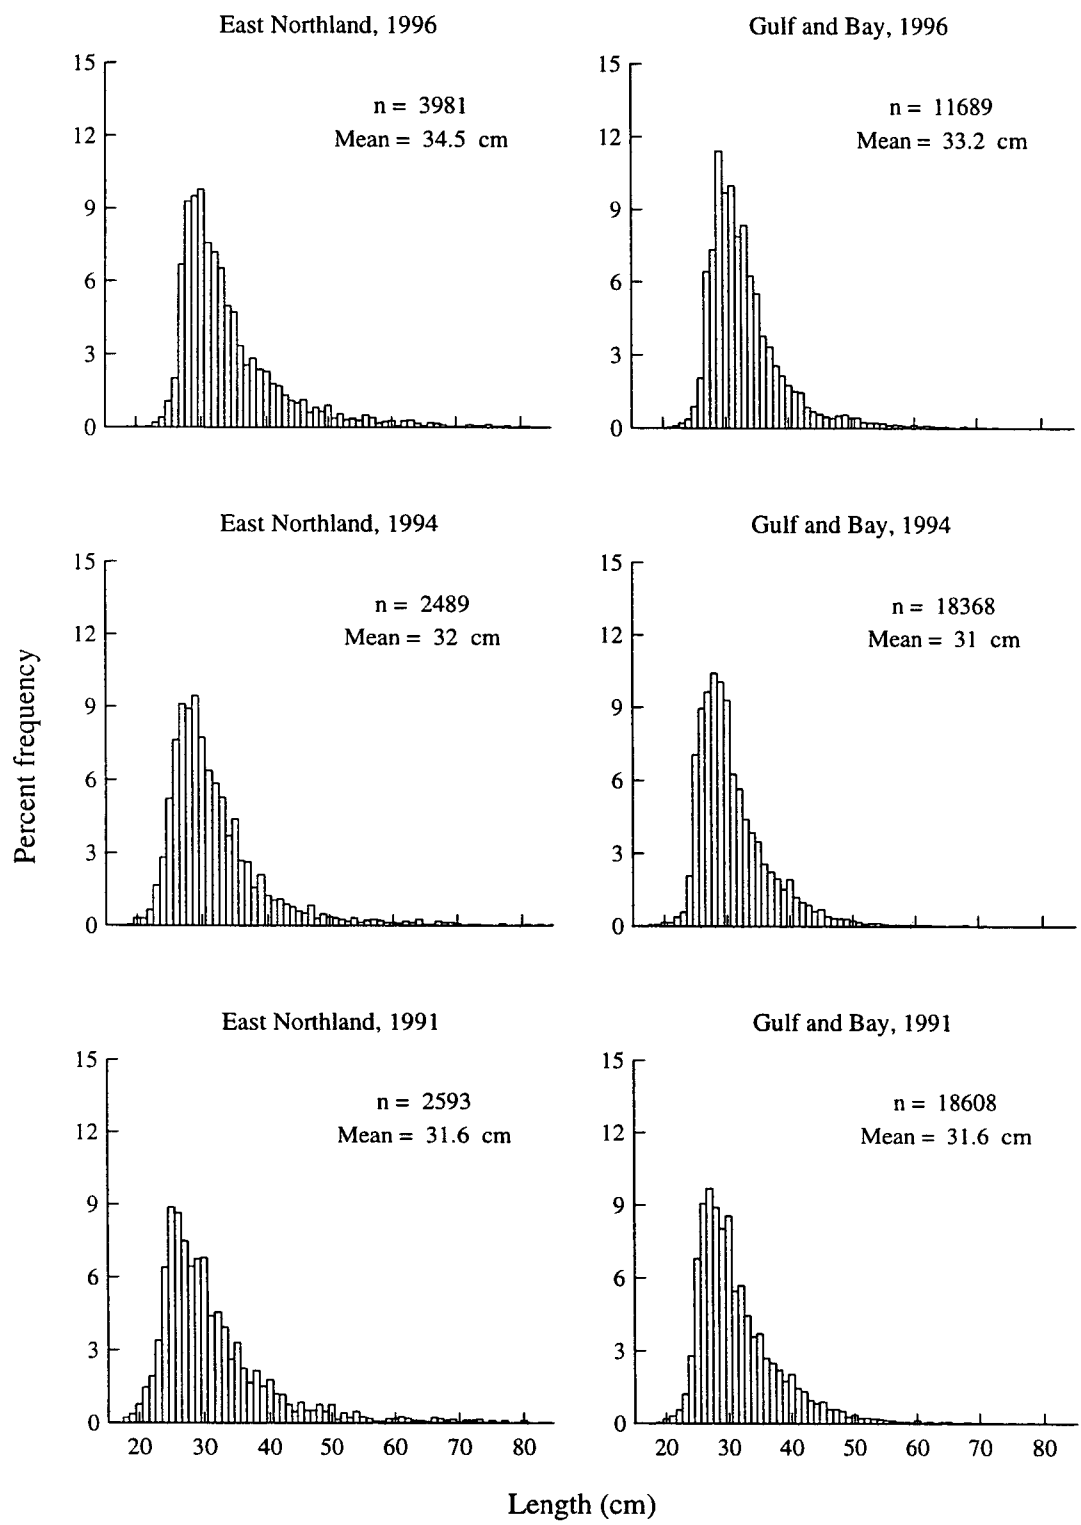 East Northland, 1996
n = 3981
Mean = 34.5 cm
15
12
9
6
3
0
Gulf and Bay, 1996
n = 11689
Mean = 33.2 cm
15
12
9
6
3
0
East Northland, 1994
n = 2489
Mean = 32 cm
15
12
9
6
3
0
Gulf and Bay, 1994
n = 18368
Mean = 31 cm
15
12
9
6
3
0
Percent frequency
East Northland, 1991
n = 2593
Mean = 31.6 cm
15
12
9
6
3
0
20 30 40 50 60 70 80
Gulf and Bay, 1991
n = 18608
Mean = 31.6 cm
15
12
9
6
3
0
20 30 40 50 60 70 80
Length (cm)